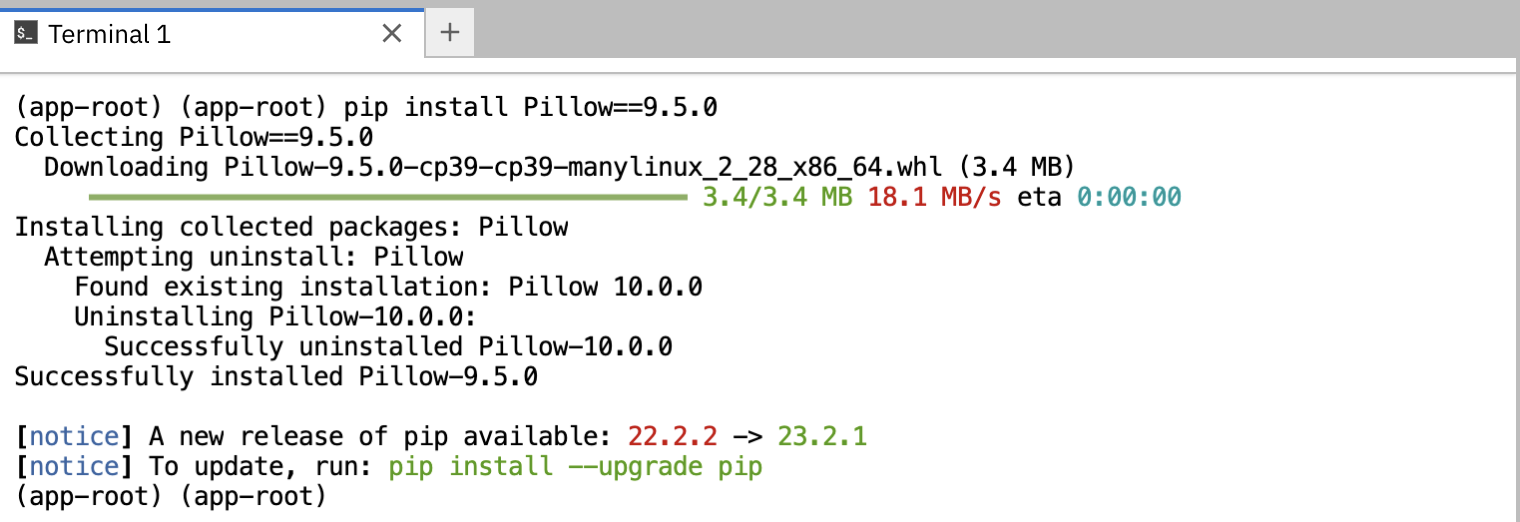 $_ Terminal 1 × +
(app-root) (app-root) pip install Pillow==9.5.0
Collecting Pillow==9.5.0
Downloading Pillow-9.5.0-cp39-cp39-manylinux_2_28_x86_64.whl (3.4 MB)
3.4/3.4 MB 18.1 MB/s eta 0:00:00
Installing collected packages: Pillow
Attempting uninstall: Pillow
Found existing installation: Pillow 10.0.0
Uninstalling Pillow-10.0.0:
Successfully uninstalled Pillow-10.0.0
Successfully installed Pillow-9.5.0
[notice] A new release of pip available: 22.2.2 -> 23.2.1
[notice] To update, run: pip install --upgrade pip
(app-root) (app-root)